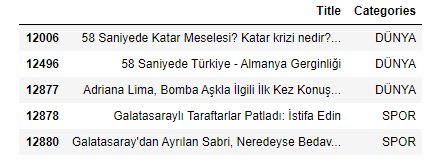 Title Categories
12006 58 Saniyede Katar Meselesi? Katar krizi nedir?... DÜNYA
12496 58 Saniyede Türkiye - Almanya Gerginliği DÜNYA
12877 Adriana Lima, Bomba Aşkla İlgili İlk Kez Konuş... DÜNYA
12878 Galatasaraylı Taraftarlar Patladı: İstifa Edin SPOR
12880 Galatasaray'dan Ayrılan Sabri, Neredeyse Bedav... SPOR